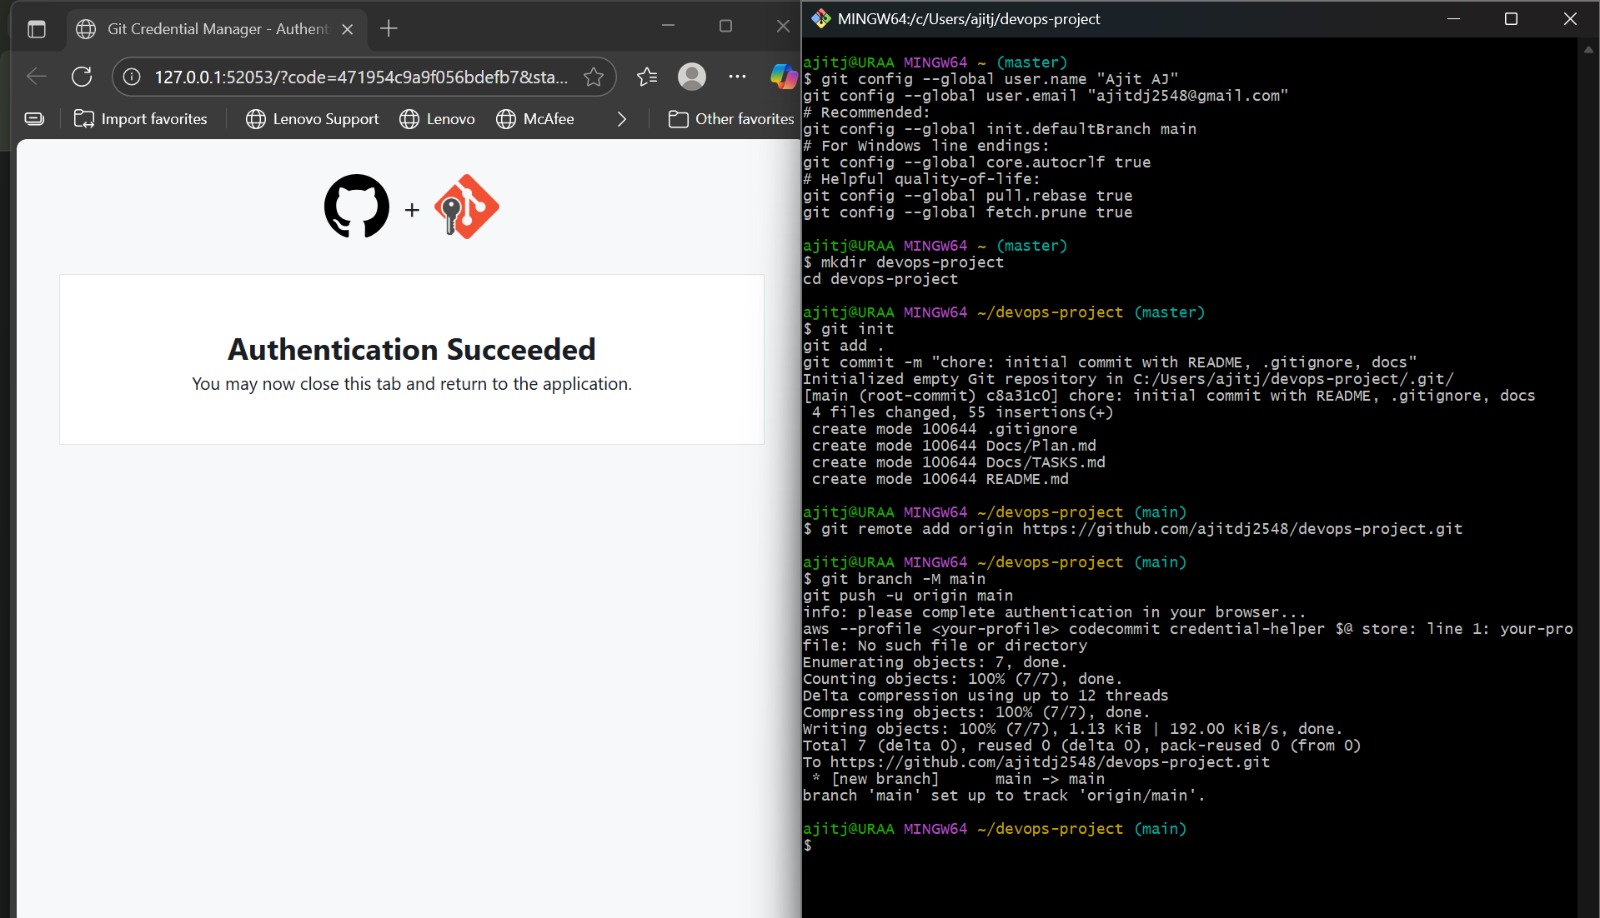 Git Credential Manager - Authent
127.0.0.1:52053/?code=471954c9a9f056bdefb7&sta...
Import favorites
Lenovo Support
Lenovo
McAfee
Other favorites
+
Authentication Succeeded
You may now close this tab and return to the application.
MINGW64:/c/Users/ajitj/devops-project
ajitj@URAA MINGW64 ~ (master)
$ git config --global user.name "Ajit AJ"
git config --global user.email "ajitdj2548@gmail.com"
# Recommended:
git config --global init.defaultBranch main
# For Windows line endings:
git config --global core.autocrlf true
# Helpful quality-of-life:
git config --global pull.rebase true
git config --global fetch.prune true
ajitj@URAA MINGW64 ~ (master)
$ mkdir devops-project
cd devops-project
ajitj@URAA MINGW64 ~/devops-project (master)
$ git init
git add .
git commit -m "chore: initial commit with README, .gitignore, docs"
Initialized empty Git repository in C:/Users/ajitj/devops-project/.git/
[main (root-commit) c8a31c0] chore: initial commit with README, .gitignore, docs
4 files changed, 55 insertions(+)
create mode 100644 .gitignore
create mode 100644 Docs/Plan.md
create mode 100644 Docs/TASKS.md
create mode 100644 README.md
ajitj@URAA MINGW64 ~/devops-project (main)
$ git remote add origin https://github.com/ajitdj2548/devops-project.git
ajitj@URAA MINGW64 ~/devops-project (main)
$ git branch -M main
git push -u origin main
info: please complete authentication in your browser...
aws --profile <your-profile> codecommit credential-helper $@ store: line 1: your-pro
file: No such file or directory
Enumerating objects: 7, done.
Counting objects: 100% (7/7), done.
Delta compression using up to 12 threads
Compressing objects: 100% (7/7), done.
Writing objects: 100% (7/7), 1.13 KiB | 192.00 KiB/s, done.
Total 7 (delta 0), reused 0 (delta 0), pack-reused 0 (from 0)
To https://github.com/ajitdj2548/devops-project.git
* [new branch]      main -> main
branch 'main' set up to track 'origin/main'.
ajitj@URAA MINGW64 ~/devops-project (main)
$